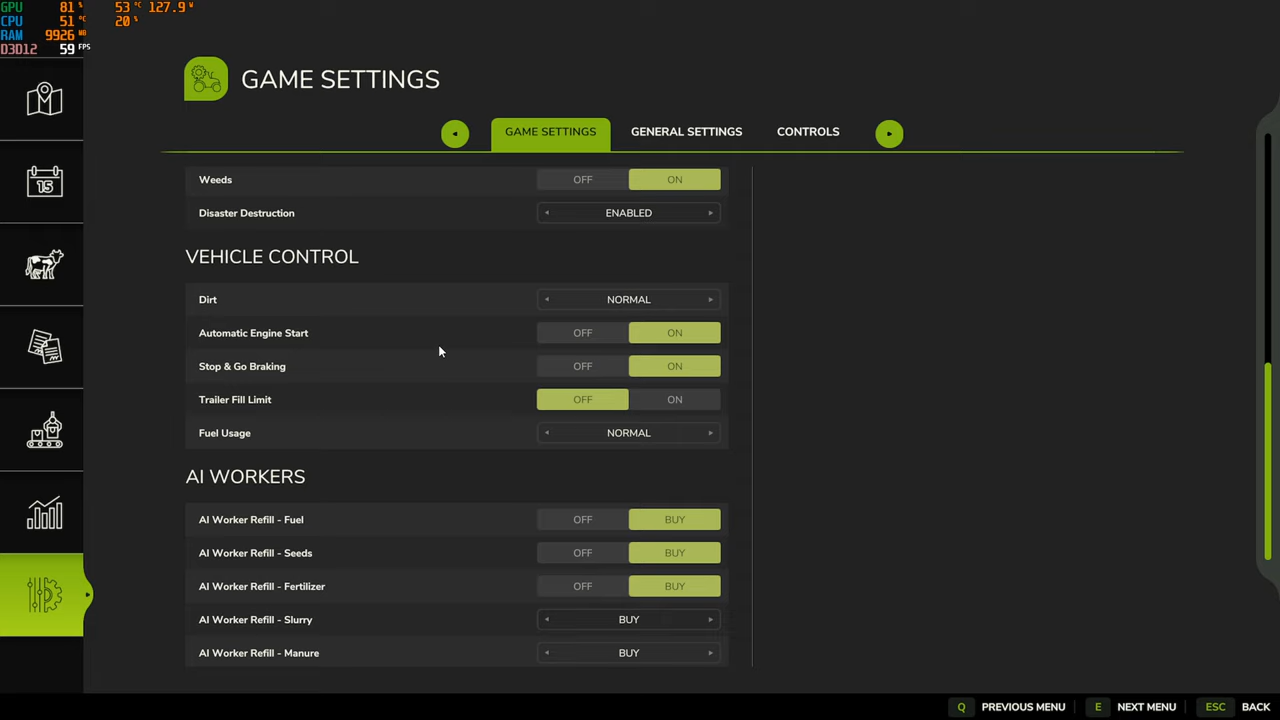 GPU 81 % 53 °C 127.9 W
CPU 51 °C 20 %
RAM 9926 MB
D3D12 59 FPS
15
GAME SETTINGS
GAME SETTINGS GENERAL SETTINGS CONTROLS
Weeds OFF ON
Disaster Destruction ENABLED
VEHICLE CONTROL
Dirt NORMAL
Automatic Engine Start OFF ON
Stop & Go Braking OFF ON
Trailer Fill Limit OFF ON
Fuel Usage NORMAL
AI WORKERS
AI Worker Refill - Fuel OFF BUY
AI Worker Refill - Seeds OFF BUY
AI Worker Refill - Fertilizer OFF BUY
AI Worker Refill - Slurry BUY
AI Worker Refill - Manure BUY
Q PREVIOUS MENU E NEXT MENU ESC BACK